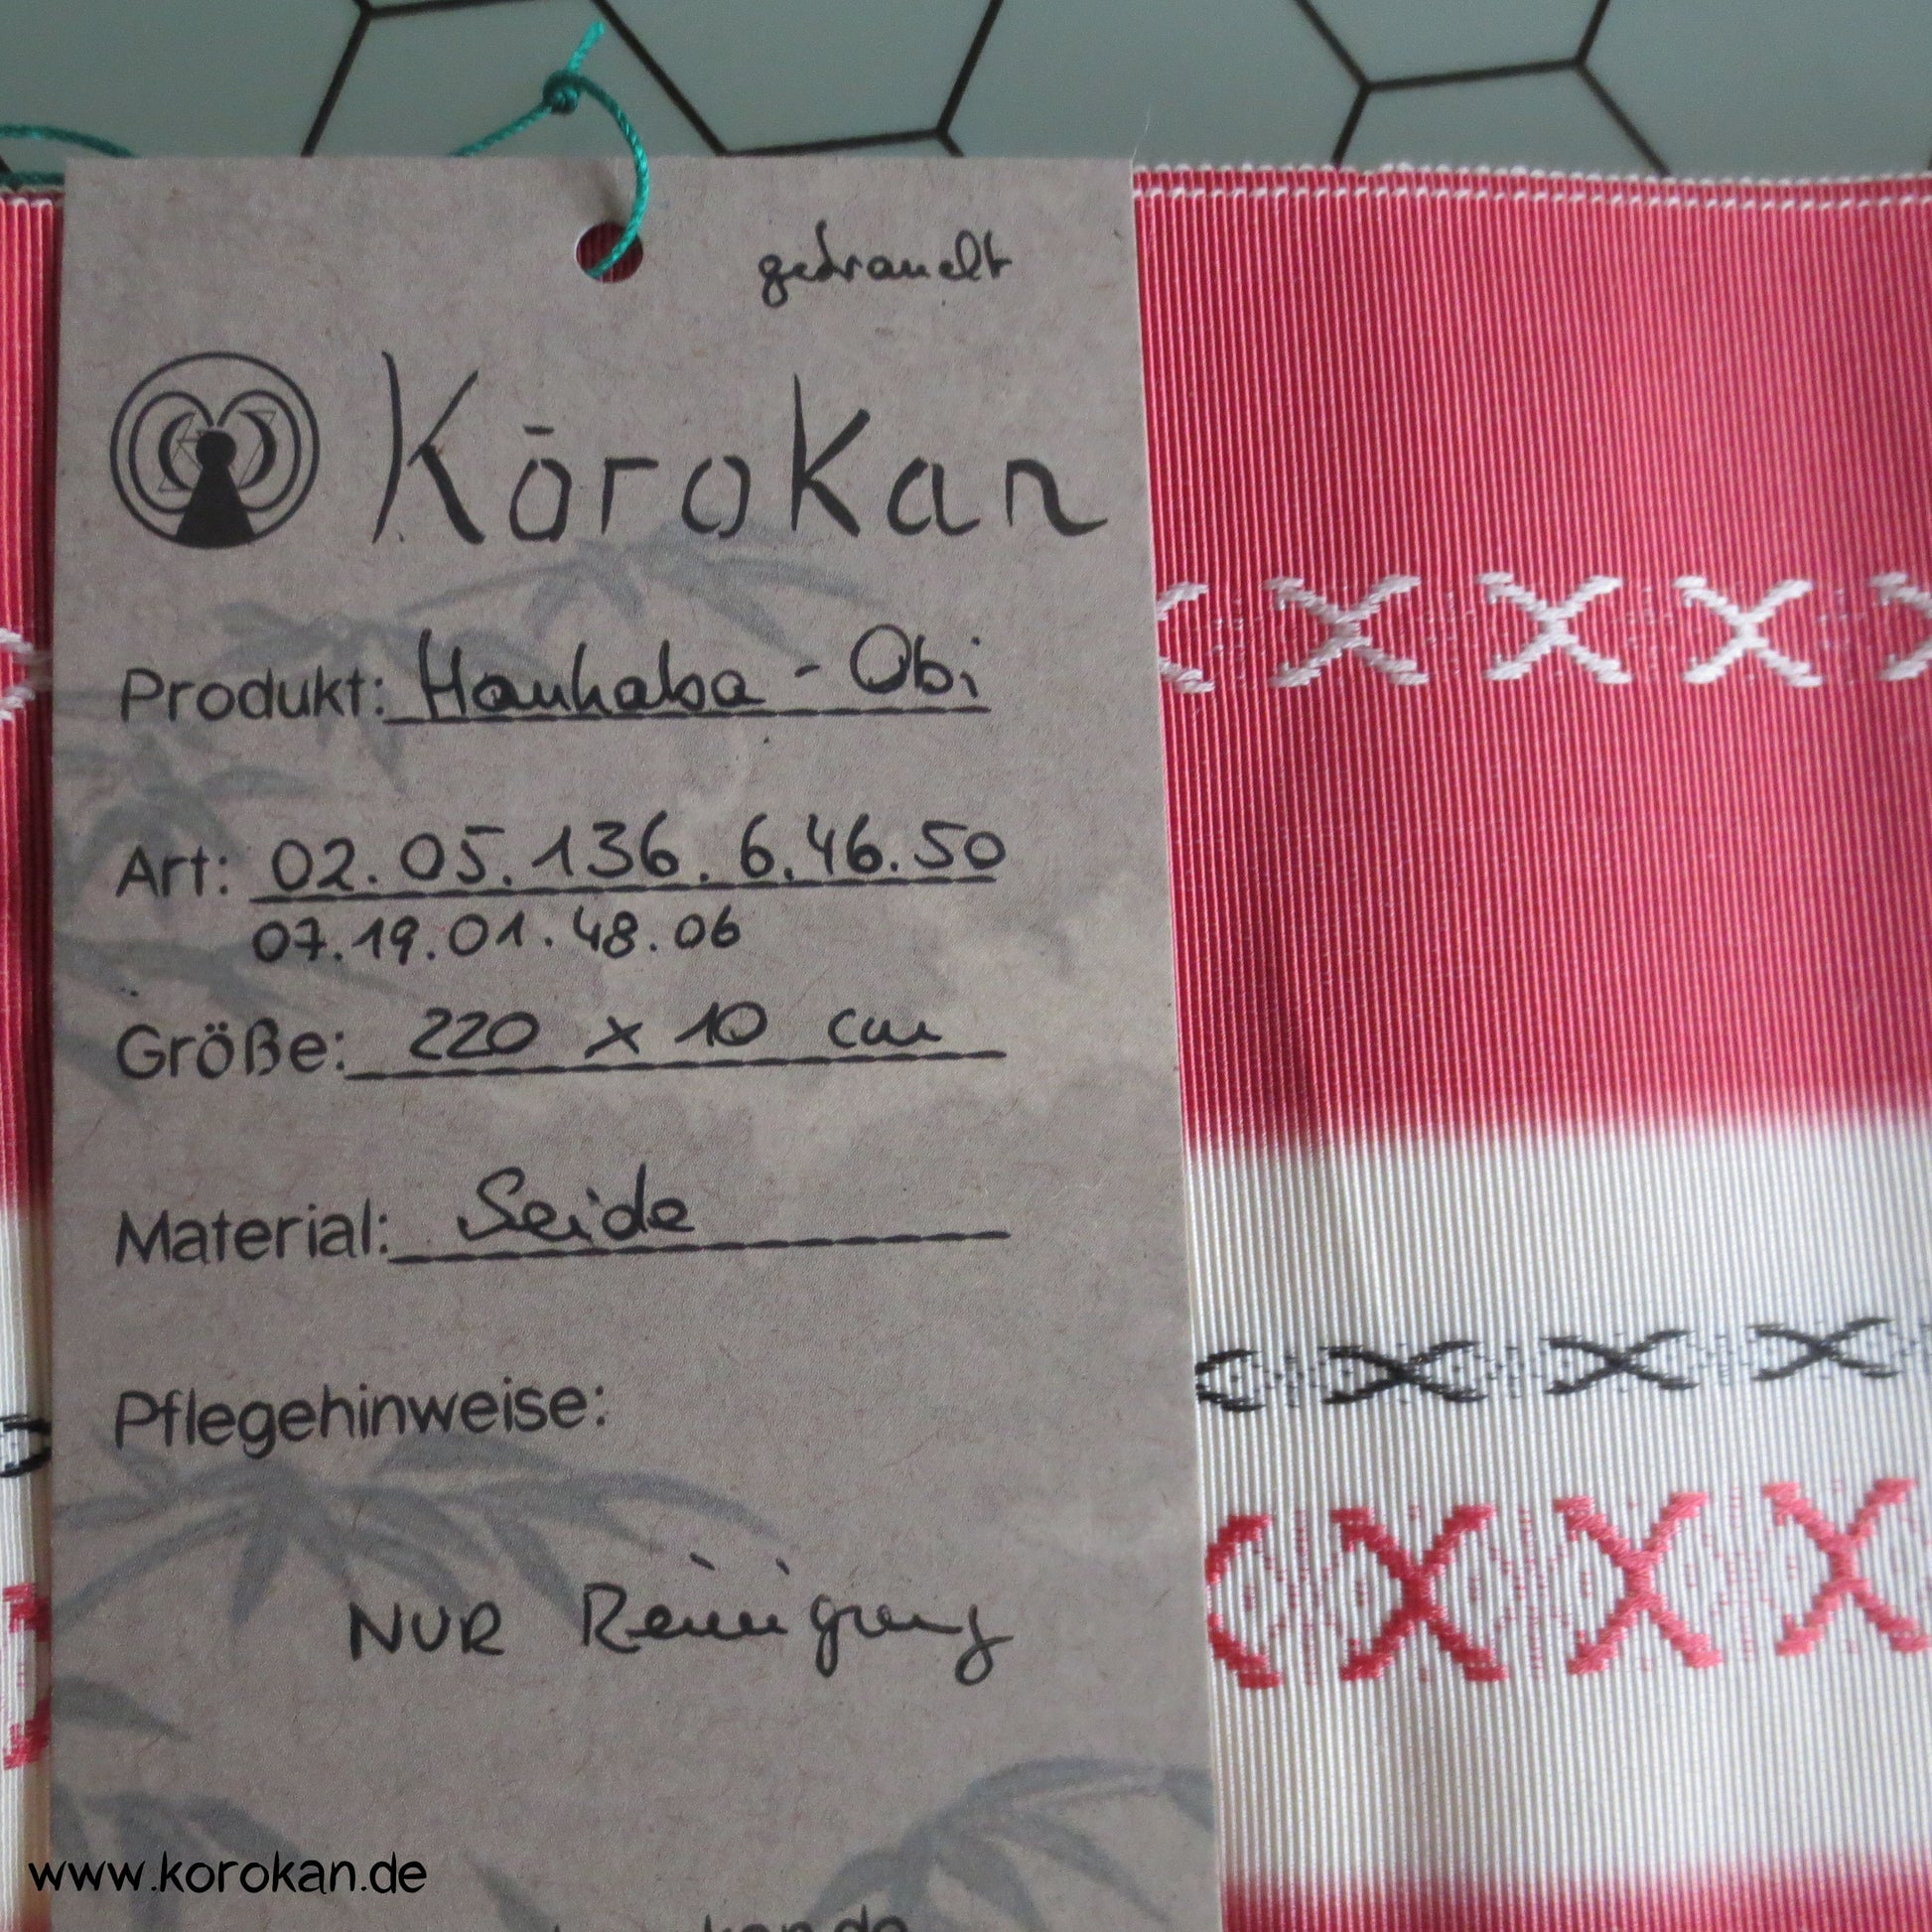 gebraucht
Kōrokan
Produkt: Hanhaba - Obi
Art: 02.05.136.6.46.50
07.19.01.48.06
Größe: 220 x 10 cm
Material: Seide
Pflegehinweise:
NUR Reinigung
www.korokan.de